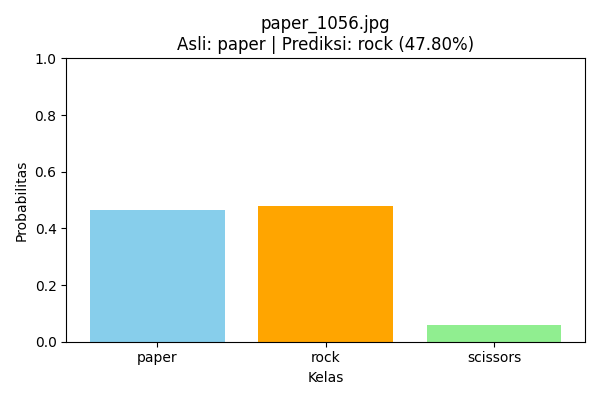 paper_1056.jpg
Asli: paper | Prediksi: rock (47.80%)
1.0
0.8
0.6
0.4
0.2
0.0
Probabilitas
paper
rock
scissors
Kelas